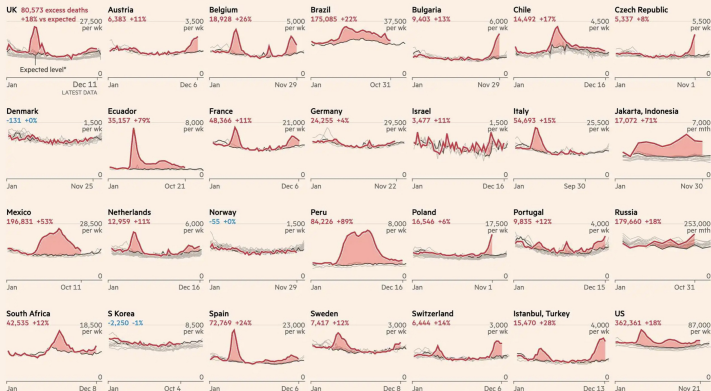 UK 80,573 excess deaths
+18% vs expected
27,500
per wk
Expected level*
0
Dec 11
LATEST DATA
Austria
6,383 +11%
3,500
per wk
0
Jan
Dec 6
Belgium
18,928 +26%
5,000
per wk
0
Jan
Nov 29
Brazil
175,085 +22%
37,500
per wk
0
Jan
Oct 31
Bulgaria
9,403 +13%
6,000
per wk
0
Jan
Nov 29
Chile
14,492 +17%
4,500
per wk
0
Jan
Dec 16
Czech Republic
5,337 +8%
5,500
per wk
0
Jan
Nov 1
Denmark
-131 +0%
1,500
per wk
0
Jan
Nov 25
Ecuador
35,157 +79%
8,000
per wk
0
Jan
Oct 21
France
48,366 +11%
21,000
per wk
0
Jan
Dec 6
Germany
24,255 +4%
29,500
per wk
0
Jan
Nov 22
Israel
3,477 +11%
1,500
per wk
0
Jan
Dec 16
Italy
54,693 +15%
25,500
per wk
0
Jan
Sep 30
Jakarta, Indonesia
17,072 +71%
7,000
per mth
0
Jan
Nov 30
Mexico
196,831 +53%
28,500
per wk
0
Jan
Oct 11
Netherlands
12,959 +11%
6,000
per wk
0
Jan
Dec 6
Norway
-55 +0%
1,500
per wk
0
Jan
Nov 29
Peru
84,226 +89%
8,000
per wk
0
Jan
Dec 16
Poland
16,546 +6%
17,500
per wk
0
Jan
Nov 1
Portugal
9,835 +12%
4,000
per wk
0
Jan
Dec 15
Russia
179,660 +18%
253,000
per mth
0
Jan
Oct 31
South Africa
42,535 +12%
18,500
per wk
0
Jan
Dec 8
S Korea
-2,250 -1%
8,500
per wk
0
Jan
Oct 4
Spain
72,769 +24%
23,000
per wk
0
Jan
Dec 6
Sweden
7,417 +12%
3,000
per wk
0
Jan
Dec 8
Switzerland
6,444 +14%
3,000
per wk
0
Jan
Dec 6
Istanbul, Turkey
15,470 +28%
4,000
per wk
0
Jan
Dec 13
US
362,361 +18%
87,000
per wk
0
Jan
Nov 21